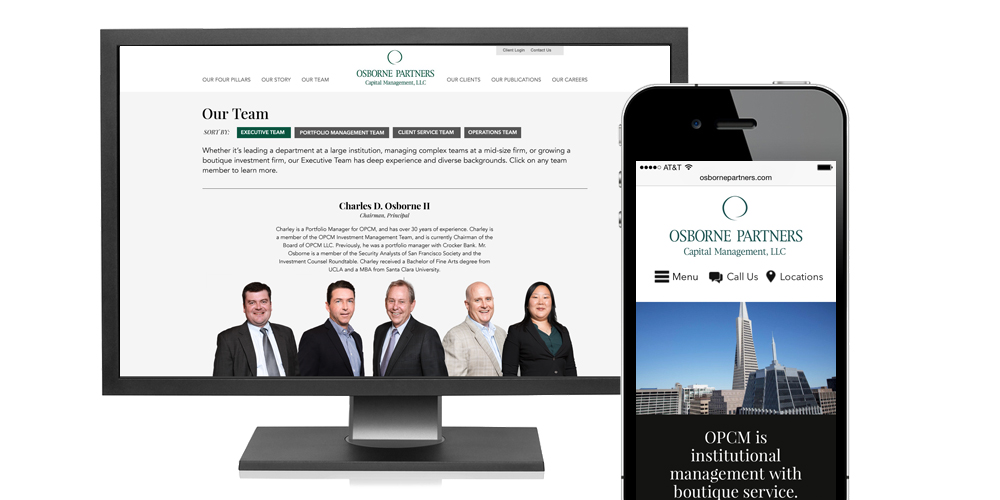 Client Login Contact Us
OUR FOUR PILLARS OUR STORY OUR TEAM
OSBORNE PARTNERS
Capital Management, LLC
OUR CLIENTS OUR PUBLICATIONS OUR CAREERS
Our Team
SORT BY: EXECUTIVE TEAM PORTFOLIO MANAGEMENT TEAM CLIENT SERVICE TEAM OPERATIONS TEAM
Whether it's leading a department at a large institution, managing complex teams at a mid-size firm, or growing a
boutique investment firm, our Executive Team has deep experience and diverse backgrounds. Click on any team
member to learn more.
Charles D. Osborne II
Chairman, Principal
Charley is a Portfolio Manager for OPCM, and has over 30 years of experience. Charley is
a member of the OPCM Investment Management Team, and is currently Chairman of the
Board of OPCM LLC. Previously, he was a portfolio manager with Crocker Bank. Mr.
Osborne is a member of the Security Analysts of San Francisco Society and the
Investment Counsel Roundtable. Charley received a Bachelor of Fine Arts degree from
UCLA and a MBA from Santa Clara University.
AT&T
osbornepartners.com
OSBORNE PARTNERS
Capital Management, LLC
Menu Call Us Locations
OPCM is
institutional
management with
boutique service.